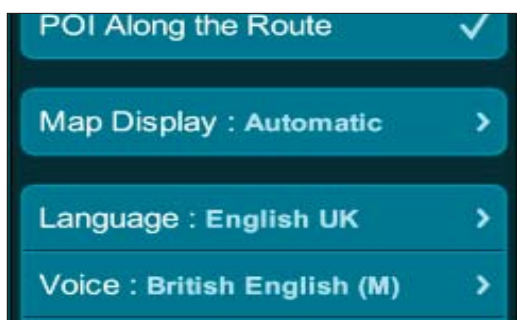 POI Along the Route
Map Display : Automatic
Language : English UK
Voice : British English (M)